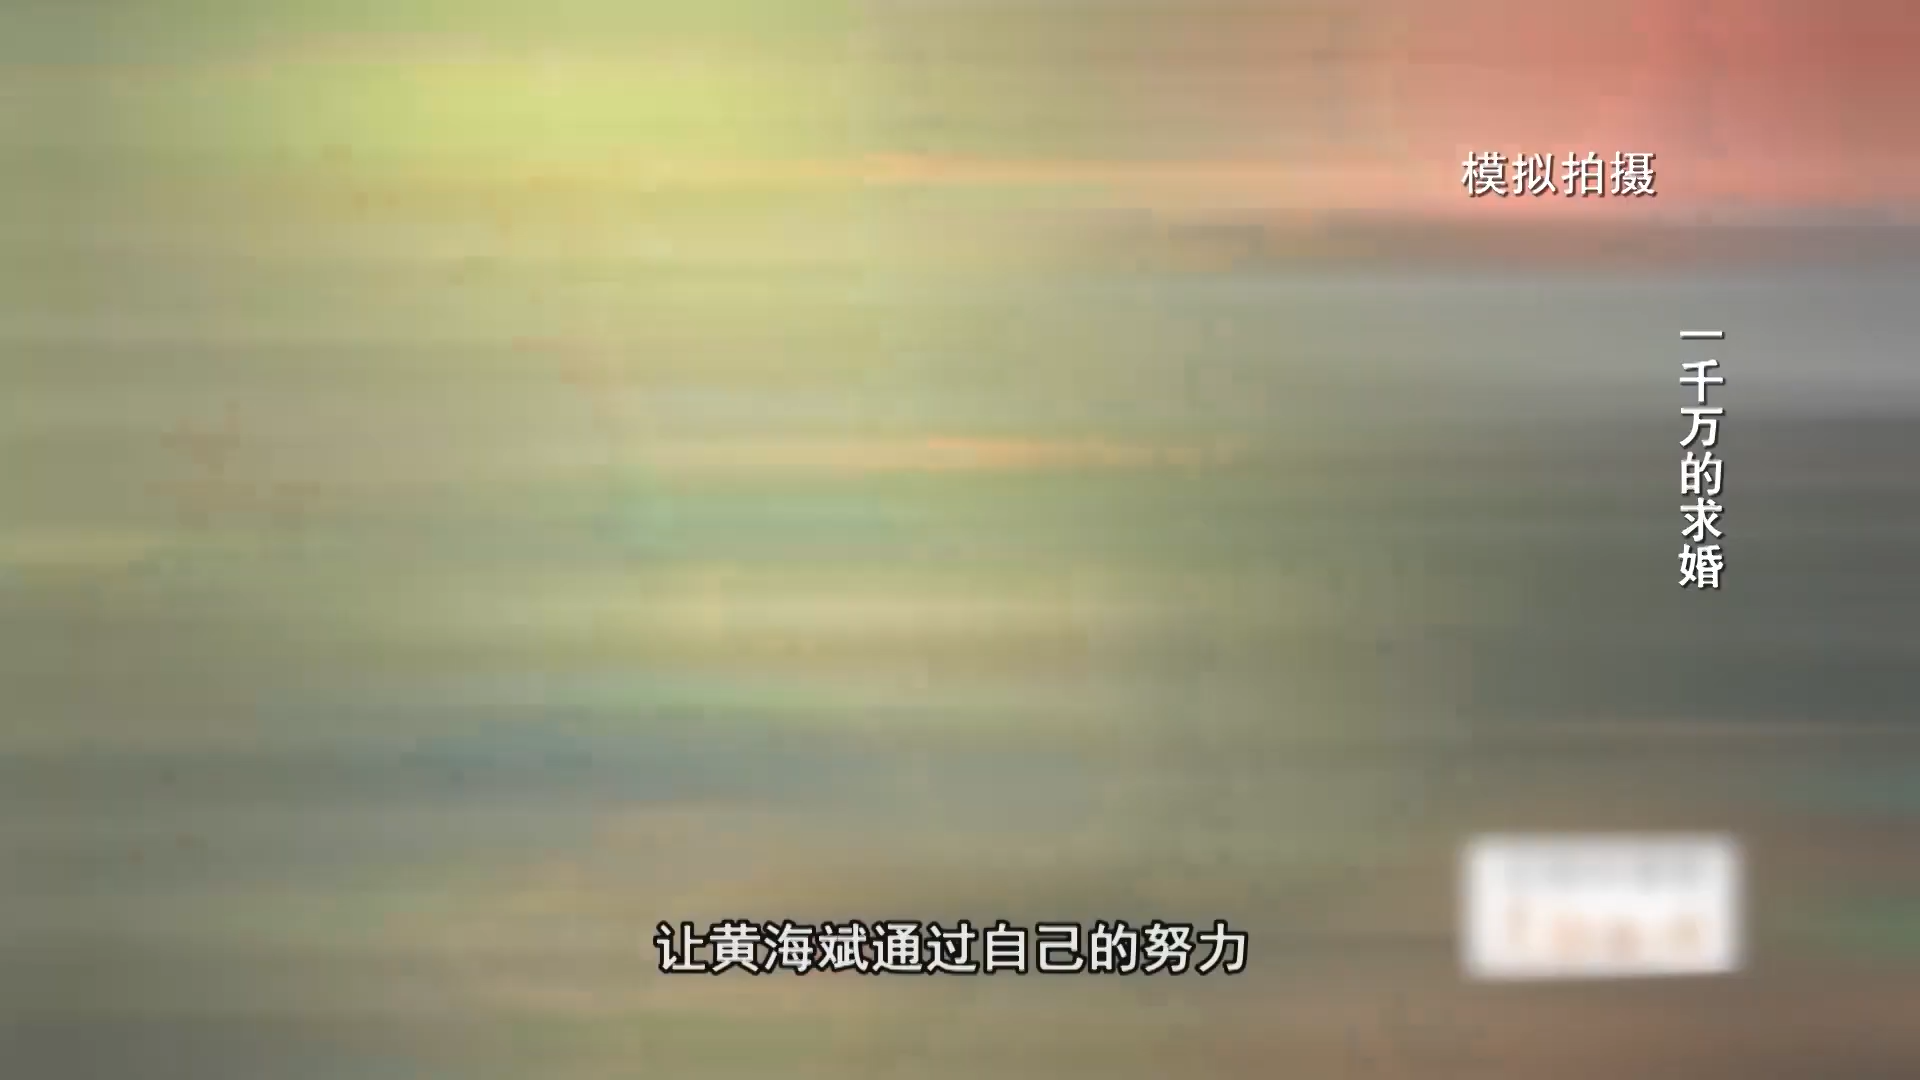 模拟拍摄
一千万的求婚
让黄海斌通过自己的努力